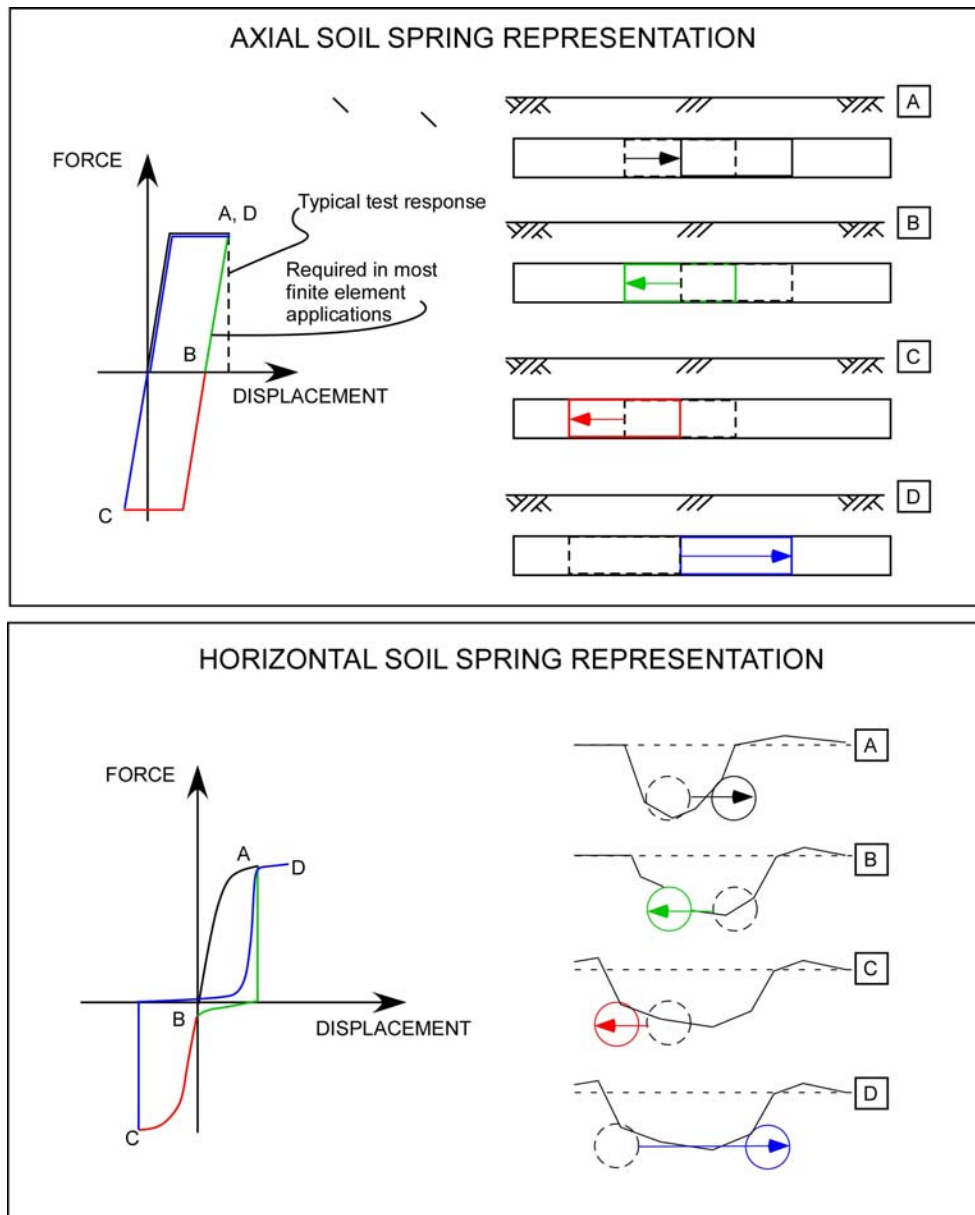 AXIAL SOIL SPRING REPRESENTATION
FORCE
A, D
Typical test response
Required in most
finite element
applications
B
DISPLACEMENT
C
A
B
C
D
HORIZONTAL SOIL SPRING REPRESENTATION
FORCE
A
D
B
DISPLACEMENT
C
A
B
C
D